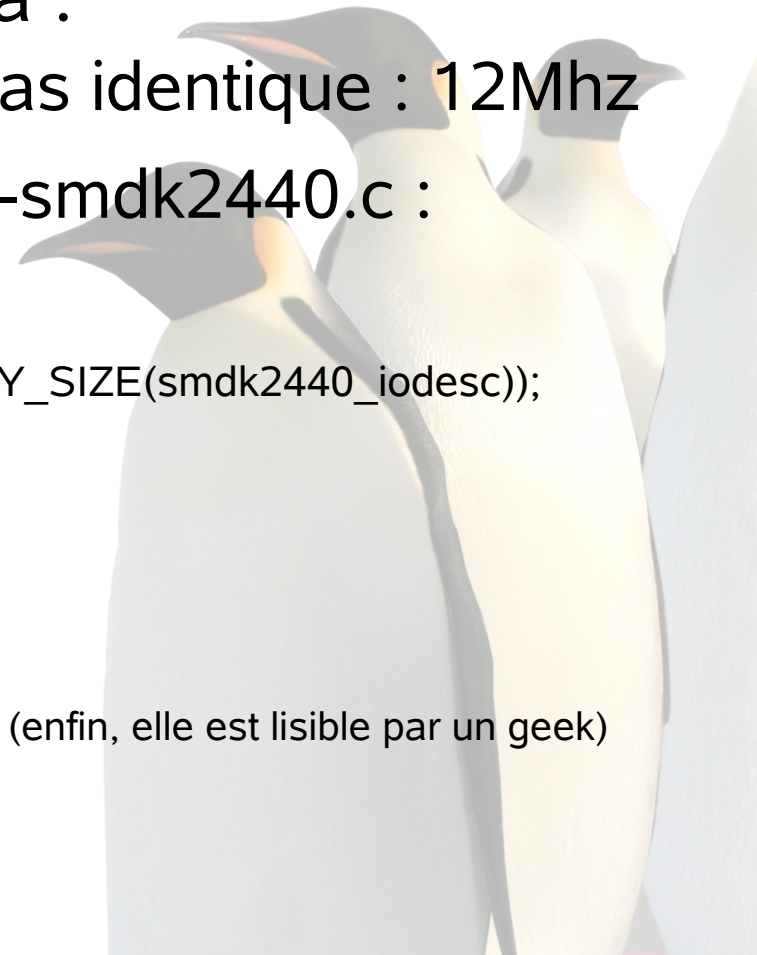 a :
as identique : 12Mhz
-smdk2440.c :
Y_SIZE(smdk2440_iodesc));
(enfin, elle est lisible par un geek)